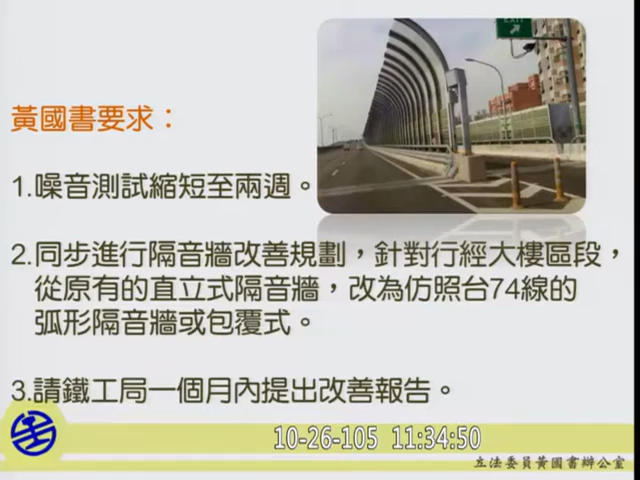 EXIT
黃國書要求：
1.噪音測試縮短至兩週。
2.同步進行隔音牆改善規劃，針對行經大樓區段，
從原有的直立式隔音牆，改為仿照台74線的
弧形隔音牆或包覆式。
3.請鐵工局一個月內提出改善報告。
10-26-105 11:34:50
立法委員黃國書辦公室